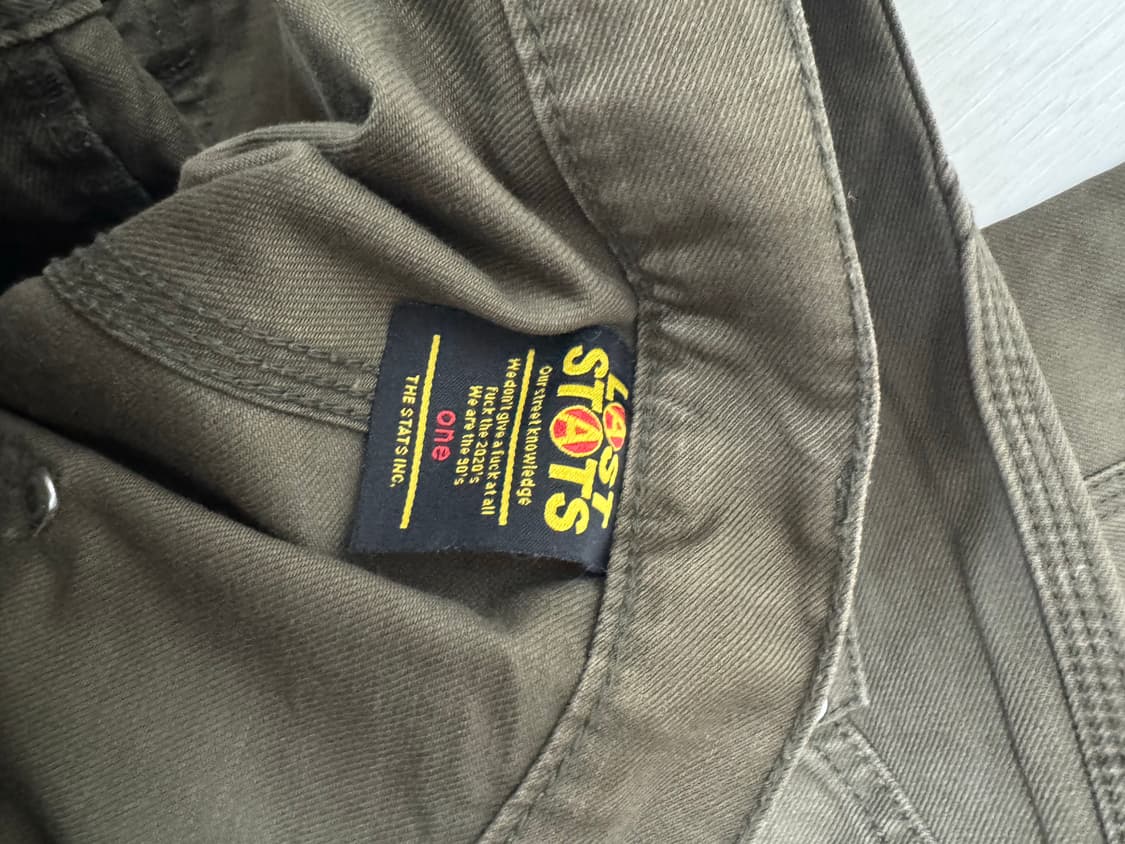 LAST
STATS
Our street knowledge
We don't give a fuck at all
Fuck the 2020's
We are the 90's
one
THE STATS INC.